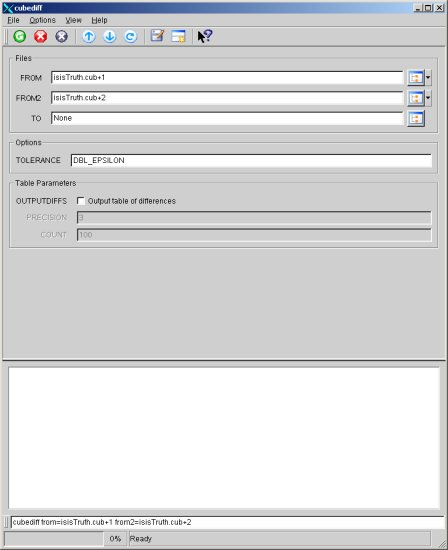 cubediff
File Options View Help
Files
FROM isisTruth.cub+1
FROM2 isisTruth.cub+2
TO None
Options
TOLERANCE DBL_EPSILON
Table Parameters
OUTPUTDIFFS Output table of differences
PRECISION 3
COUNT 100
cubediff from=isisTruth.cub+1 from2=isisTruth.cub+2
0% Ready